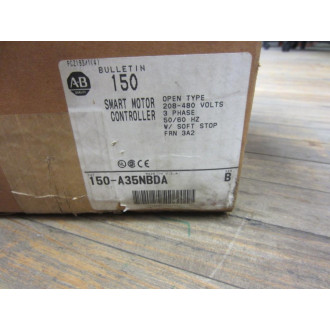 AB
BULLETIN
150
SMART MOTOR
CONTROLLER
OPEN TYPE
208-480 VOLTS
3 PHASE
50/60 HZ
W/ SOFT STOP
FRN 3A2
150-A35NBDA B